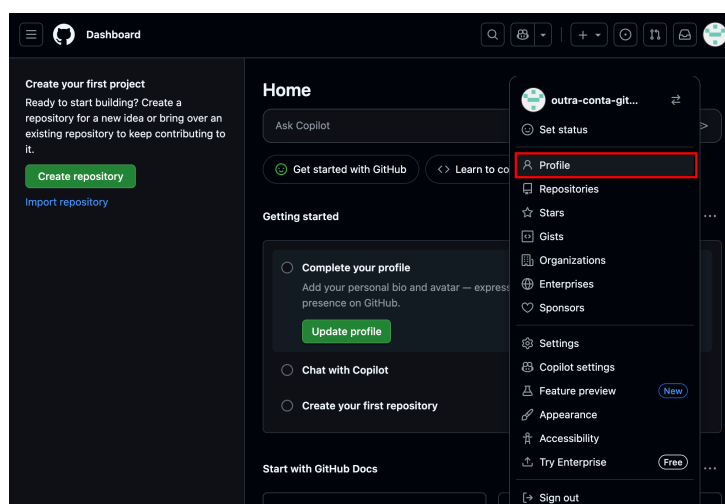 Dashboard
Create your first project
Ready to start building? Create a
repository for a new idea or bring over an
existing repository to keep contributing to
it.
Create repository
Import repository
Home
Ask Copilot
Get started with GitHub
Learn to co
Getting started
Complete your profile
Add your personal bio and avatar — express
presence on GitHub.
Update profile
Chat with Copilot
Create your first repository
Start with GitHub Docs
outra-conta-git...
Set status
Profile
Repositories
Stars
Gists
Organizations
Enterprises
Sponsors
Settings
Copilot settings
Feature preview New
Appearance
Accessibility
Try Enterprise Free
Sign out